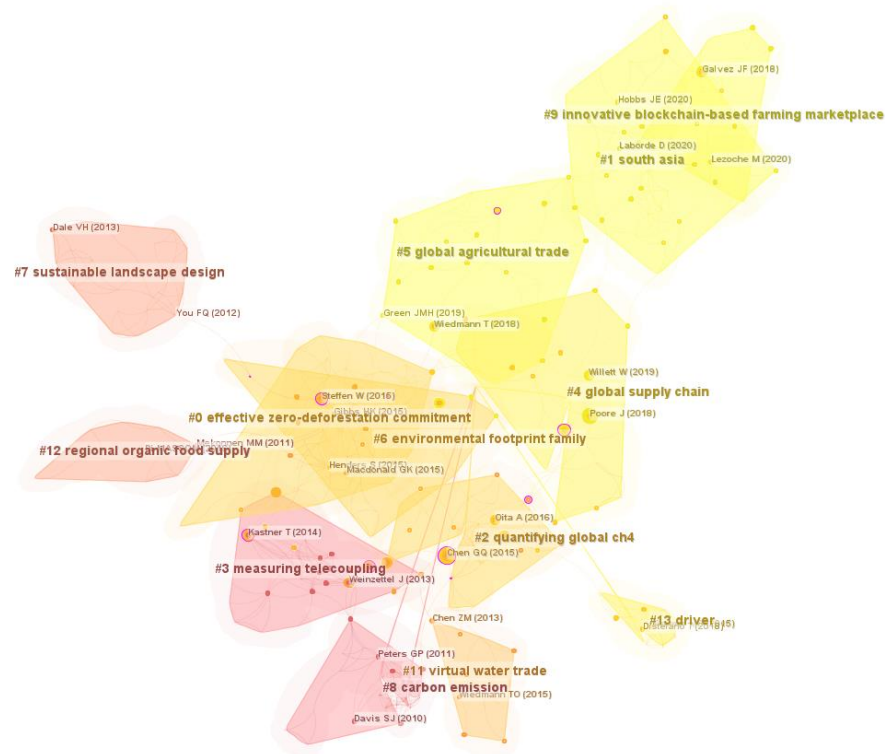 Galvez JF (2018)
Hobbs JE (2020)
#9 innovative blockchain-based farming marketplace
Laborde D (2020)
#1 south asia
Lezoche M (2020)
Dale VH (2013)
#5 global agricultural trade
#7 sustainable landscape design
You FQ (2012)
Green JMH (2019)
Wiedmann T (2018)
Willett W (2019)
#4 global supply chain
Steffen W (2015)
(2015)
#0 effective zero-deforestation commitment
Poore J (2018)
#6 environmental footprint family
MM (2011)
#12 regional organic food supply
Henders S (2015)
Macdonald GK (2015)
Oita A (2016)
Kastner T (2014)
#2 quantifying global ch4
Chen GQ (2015)
#3 measuring telecoupling
Weinzettel J (2013)
Chen ZM (2013)
#13 driver
Peters GP (2011)
#11 virtual water trade
#8 carbon emission
Wiedmann TO (2015)
Davis SJ (2010)